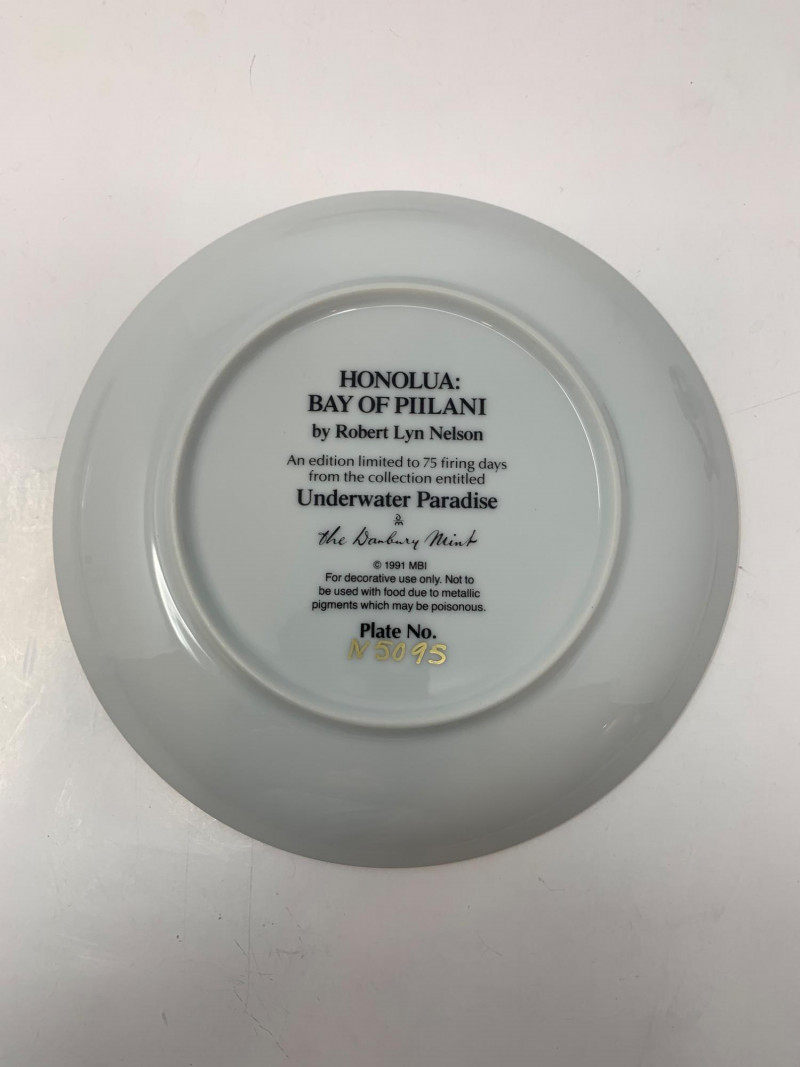 HONOLUA:
BAY OF PIILANI
by Robert Lyn Nelson
An edition limited to 75 firing days
from the collection entitled
Underwater Paradise
the Danbury Mint
© 1991 MBI
For decorative use only. Not to
be used with food due to metallic
pigments which may be poisonous.
Plate No.
N5095